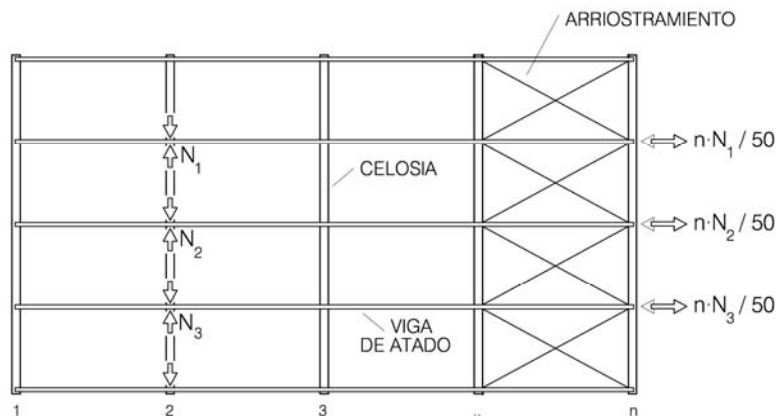 ARRIOSTRAMIENTO
n·N₁ / 50
N₁
CELOSIA
n·N₂ / 50
N₂
n·N₃ / 50
N₃
VIGA
DE ATADO
1 2 3 .. n